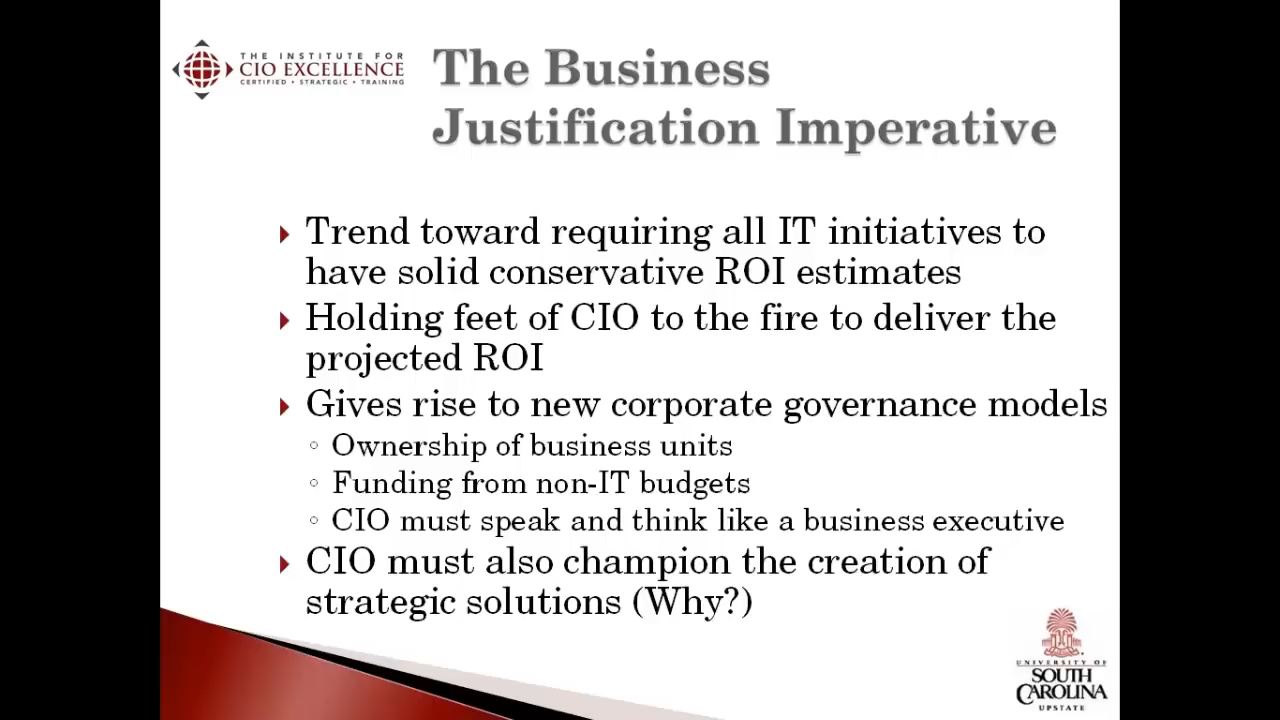 THE INSTITUTE FOR
CIO EXCELLENCE
CERTIFIED • STRATEGIC • TRAINING
The Business
Justification Imperative
Trend toward requiring all IT initiatives to
have solid conservative ROI estimates
Holding feet of CIO to the fire to deliver the
projected ROI
Gives rise to new corporate governance models
Ownership of business units
Funding from non-IT budgets
CIO must speak and think like a business executive
CIO must also champion the creation of
strategic solutions (Why?)
UNIVERSITY OF
SOUTH
CAROLINA
UPSTATE